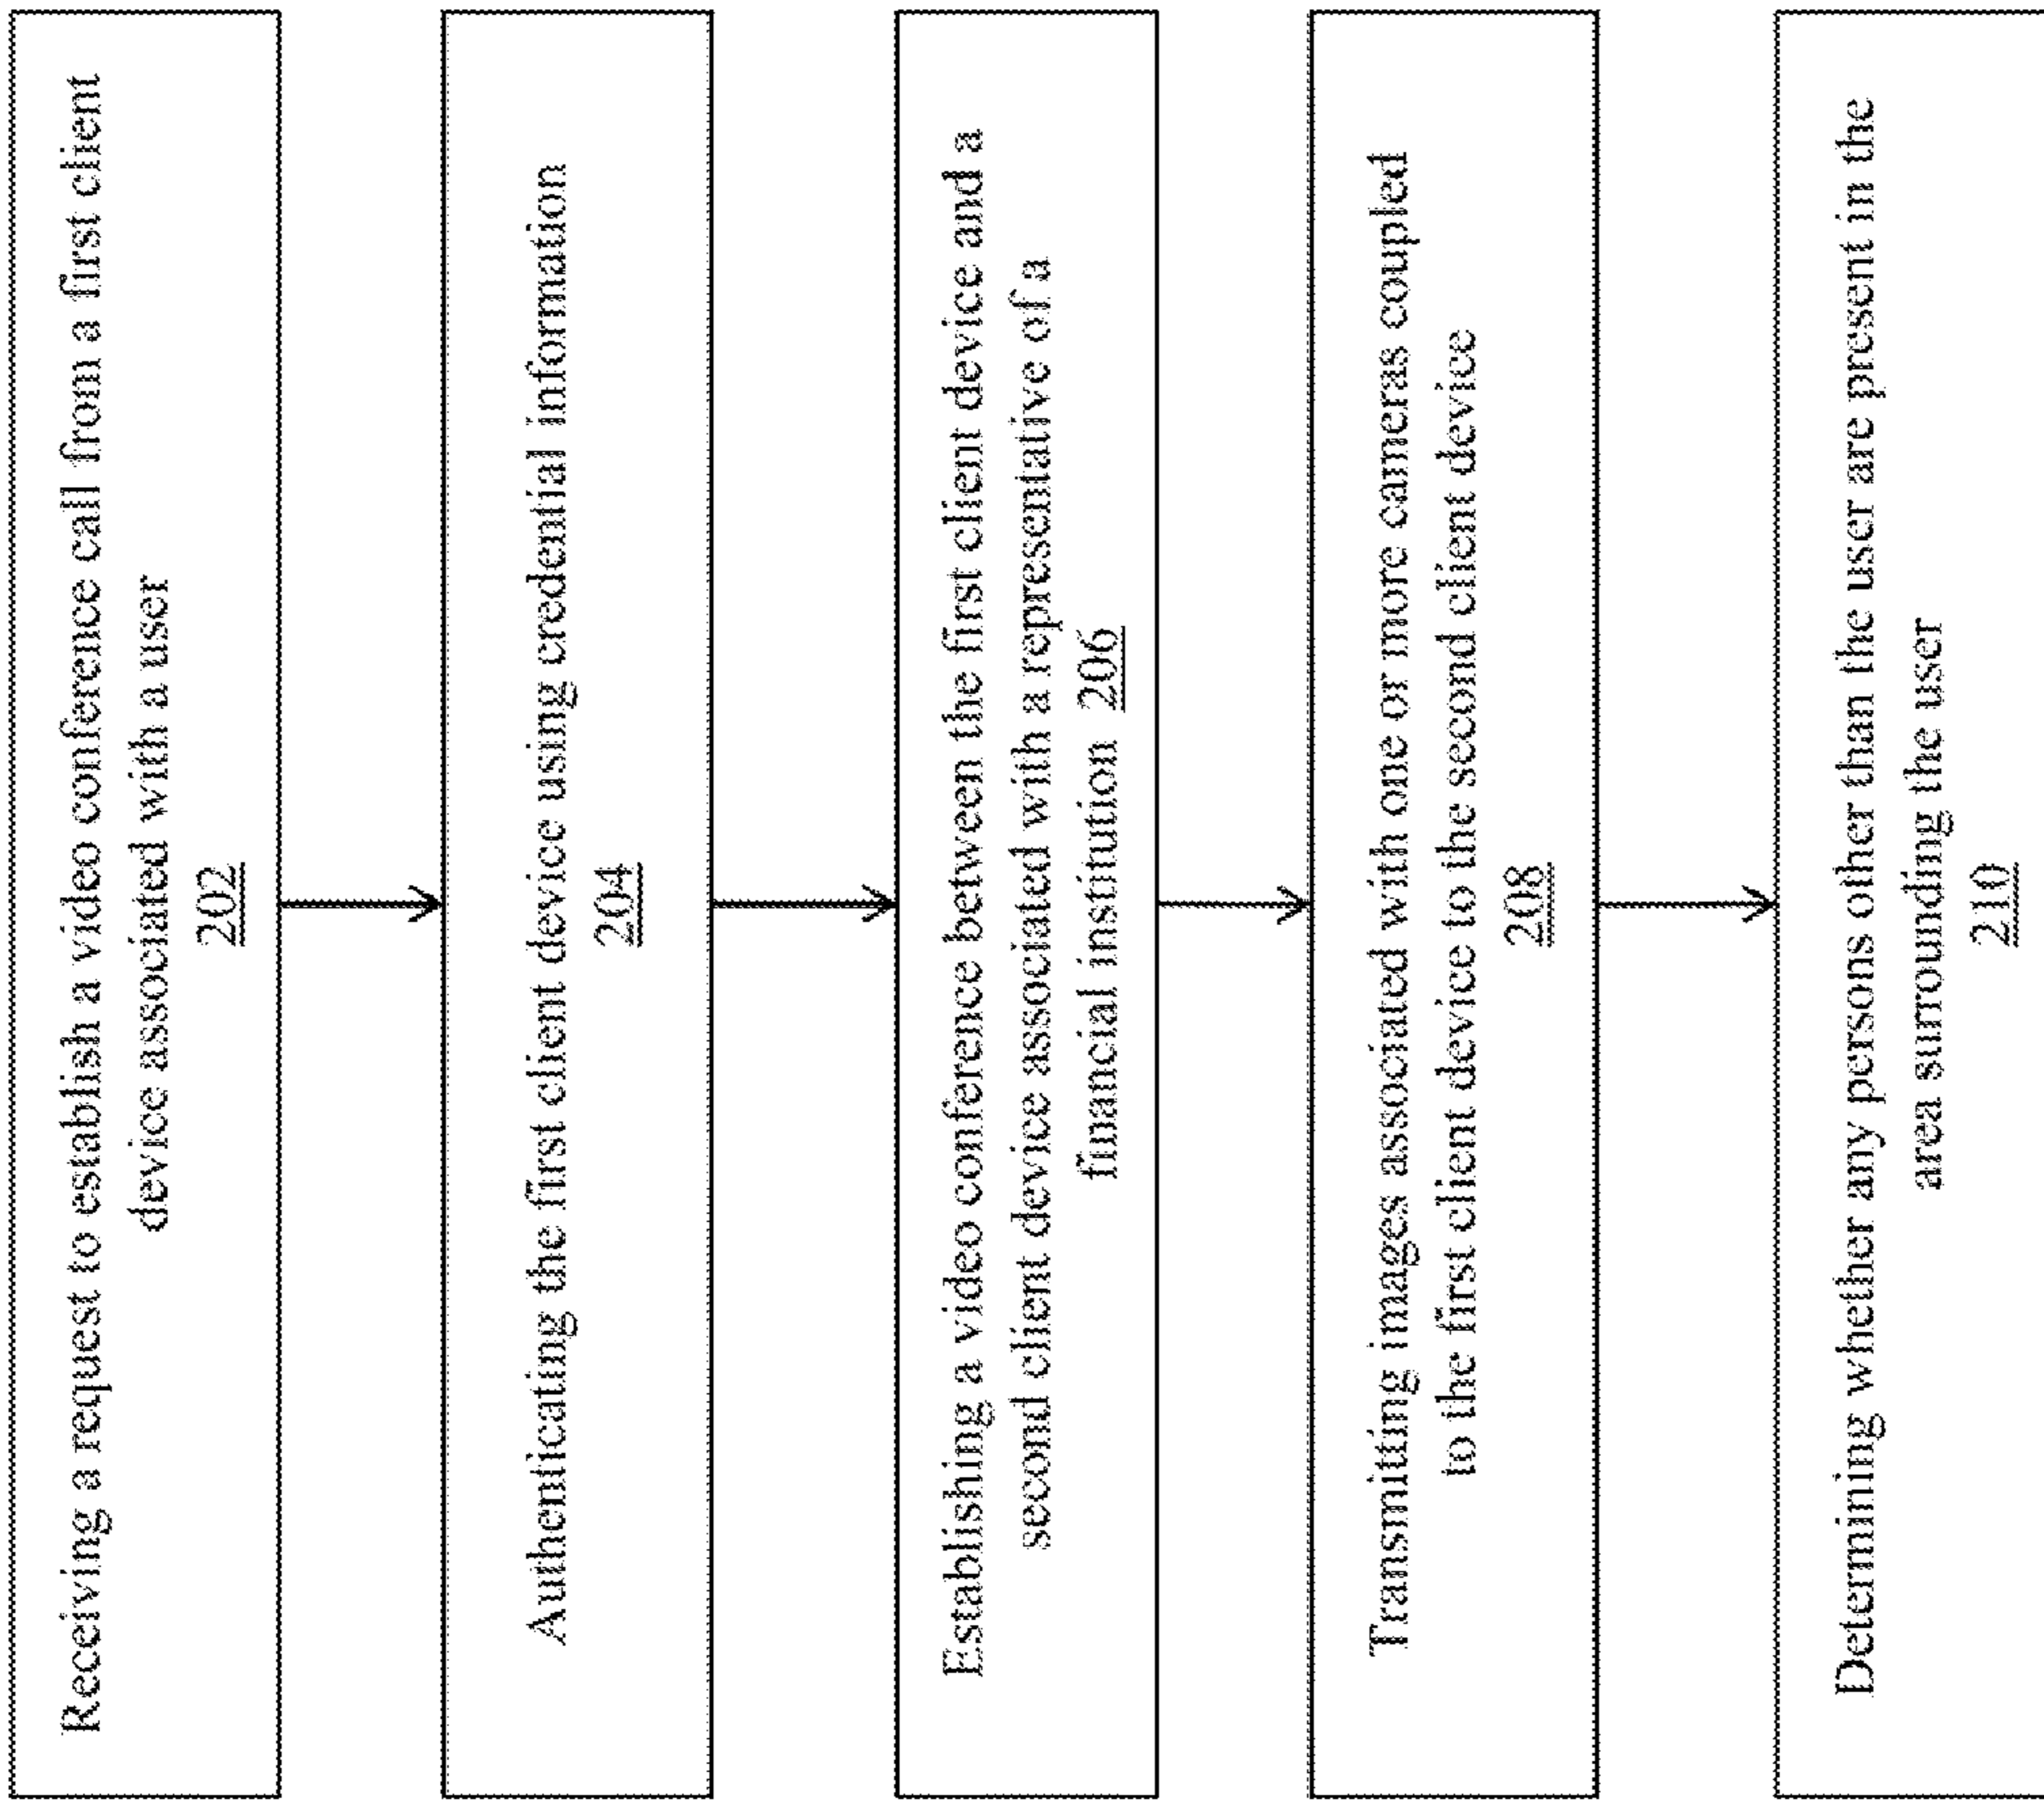 Receiving a request to establish a video conference call from a first client
device associated with a user
202
Authenticating the first client device using credential information
204
Establishing a video conference between the first client device and a
second client device associated with a representative of a
financial institution 206
Transmitting images associated with one or more cameras coupled
to the first client device to the second client device
208
Determining whether any persons other than the user are present in the
area surrounding the user
210